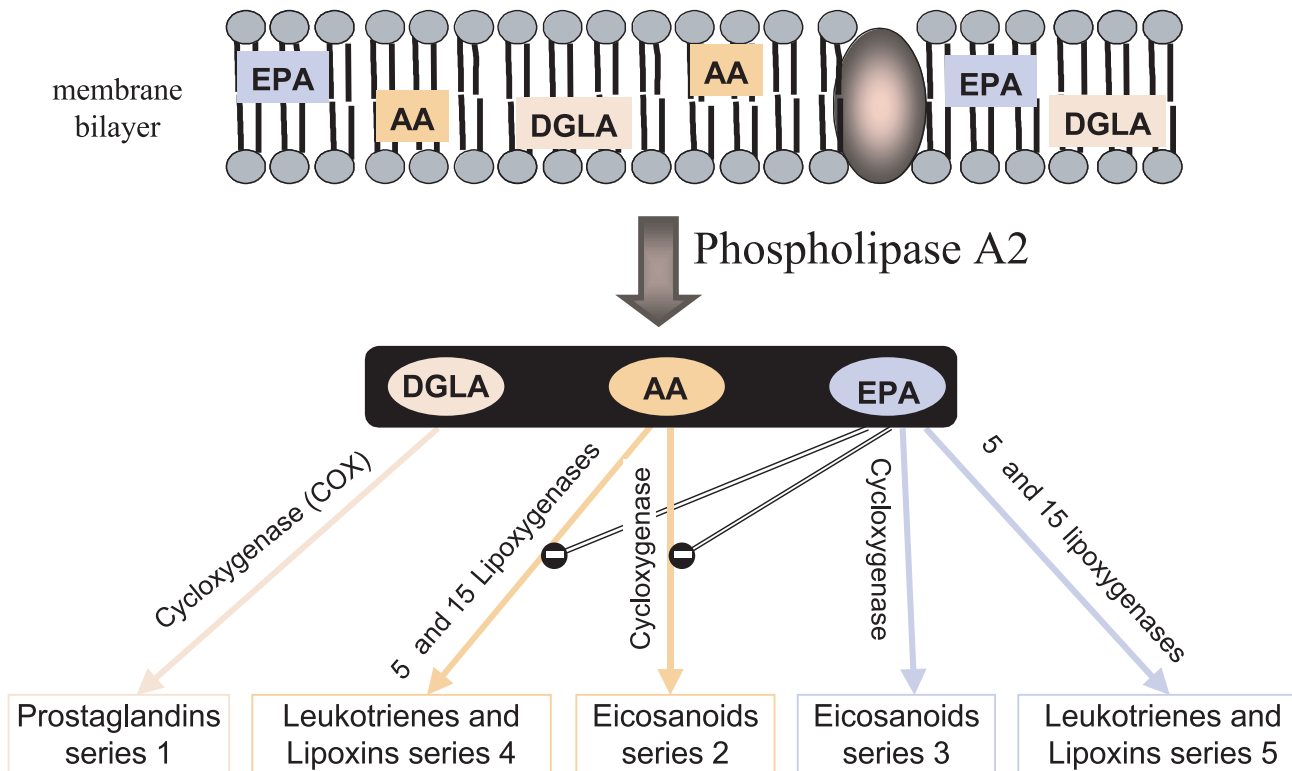 membrane
bilayer
EPA
AA
DGLA
AA
EPA
DGLA
Phospholipase A2
DGLA
AA
EPA
Cycloxygenase (COX)
5 and 15 Lipoxygenases
Cycloxygenase
Cycloxygenase
5 and 15 lipoxygenases
Prostaglandins
series 1
Leukotrienes and
Lipoxins series 4
Eicosanoids
series 2
Eicosanoids
series 3
Leukotrienes and
Lipoxins series 5